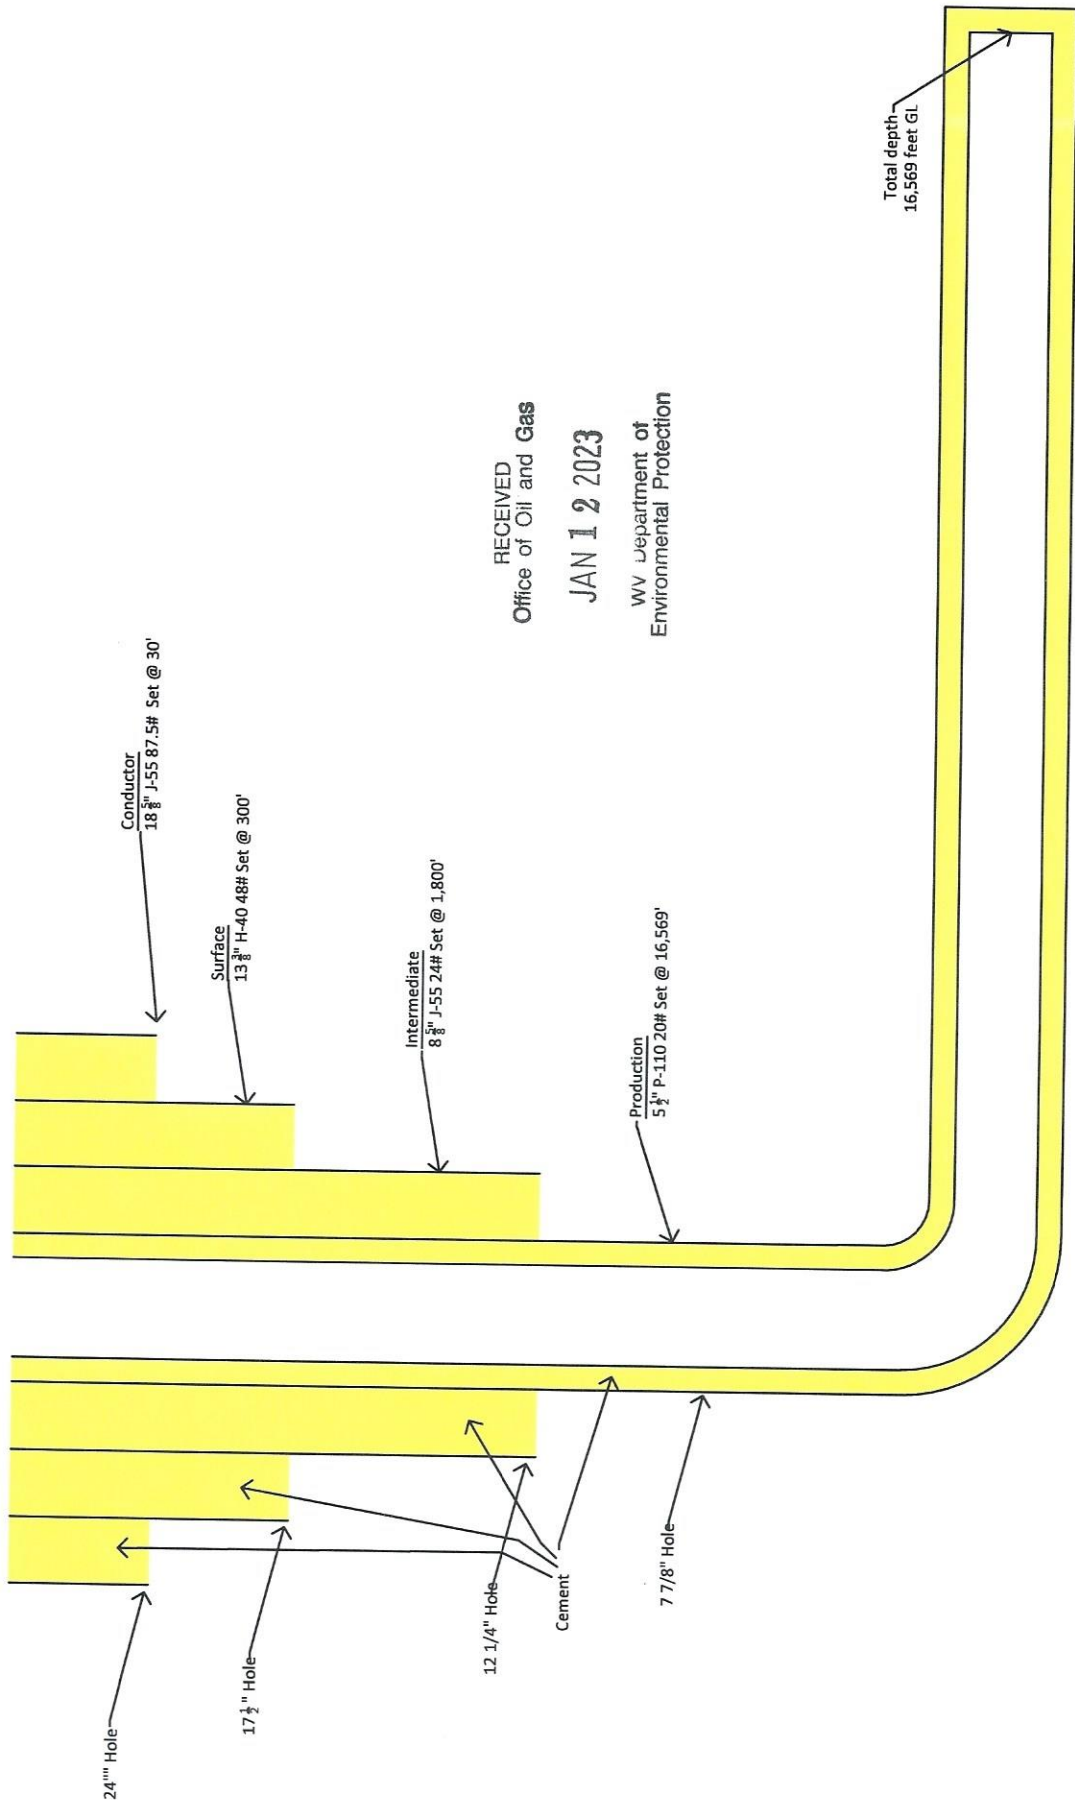 Conductor
18 5/8" J-55 87.5# Set @ 30'
Surface
13 3/8" H-40 48# Set @ 300'
Intermediate
8 5/8" J-55 24# Set @ 1,800'
Production
5 1/2" P-110 20# Set @ 16,569'
24"" Hole
17 1/2" Hole
12 1/4" Hole
Cement
7 7/8" Hole
Total depth
16,569 feet GL
RECEIVED
Office of Oil and Gas
JAN 12 2023
WV Department of
Environmental Protection